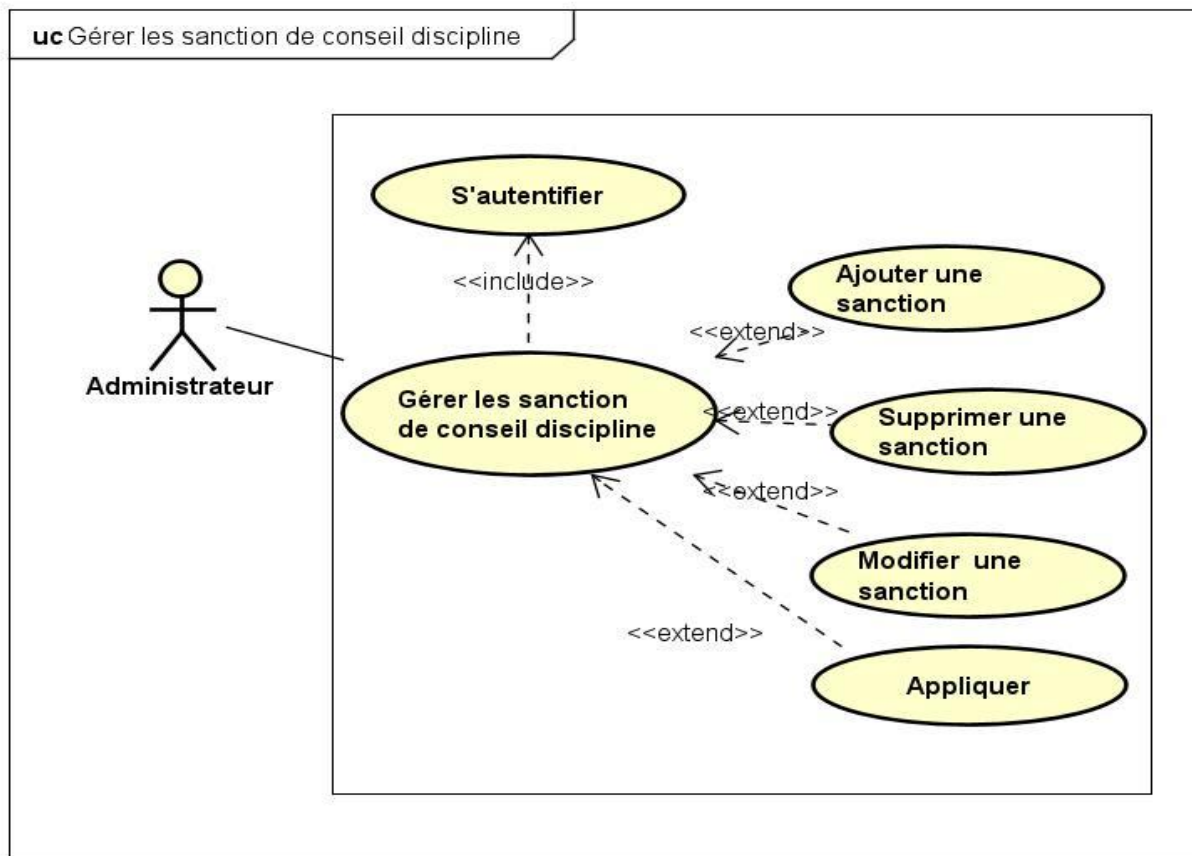 uc Gérer les sanction de conseil discipline
S'autentifier
<<include>>
Ajouter une
sanction
<<extend>>
Administrateur
Gérer les sanction
de conseil discipline
<<extend>>
Supprimer une
sanction
<<extend>>
Modifier une
sanction
<<extend>>
Appliquer